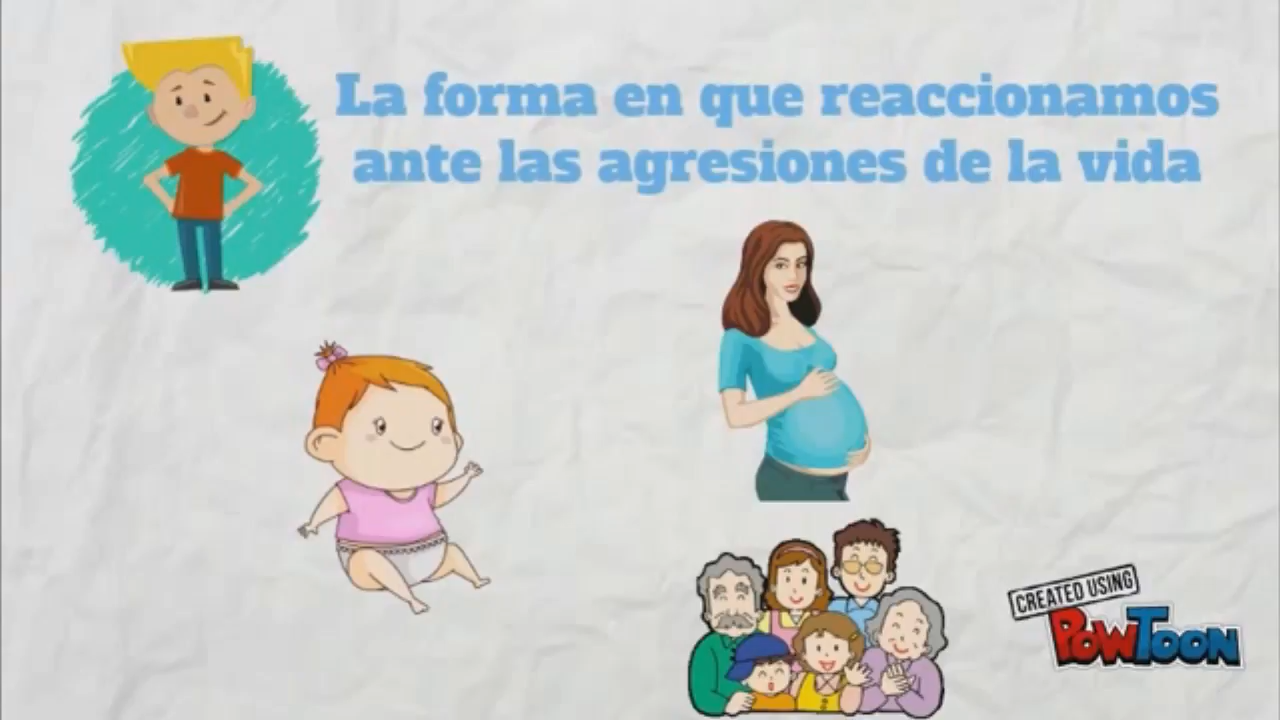 La forma en que reaccionamos
ante las agresiones de la vida
CREATED USING
POWTOON